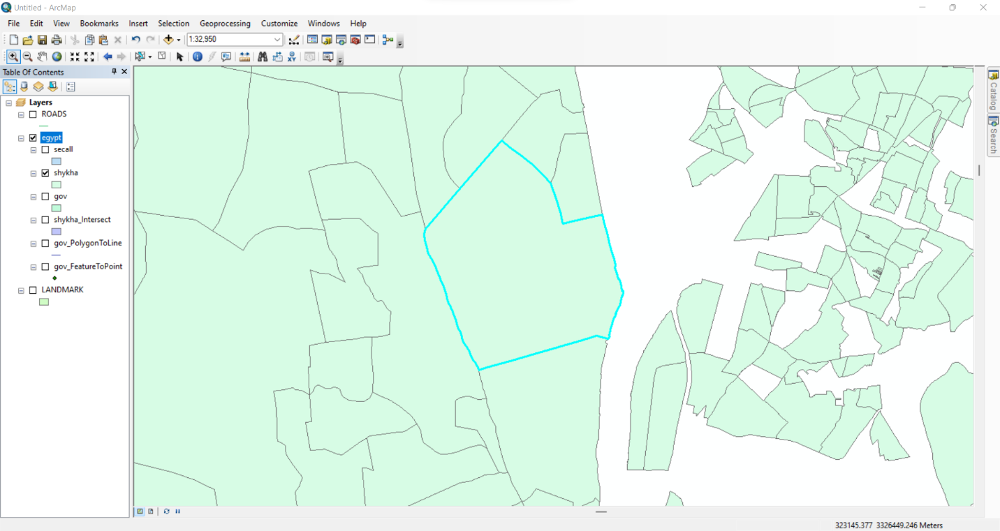 Untitled - ArcMap
File Edit View Bookmarks Insert Selection Geoprocessing Customize Windows Help
1:32,950
Table Of Contents
Layers
ROADS
egypt
secall
shykha
gov
shykha_Intersect
gov_PolygonToLine
gov_FeatureToPoint
LANDMARK
Catalog
Search
323145.377 3326449.246 Meters